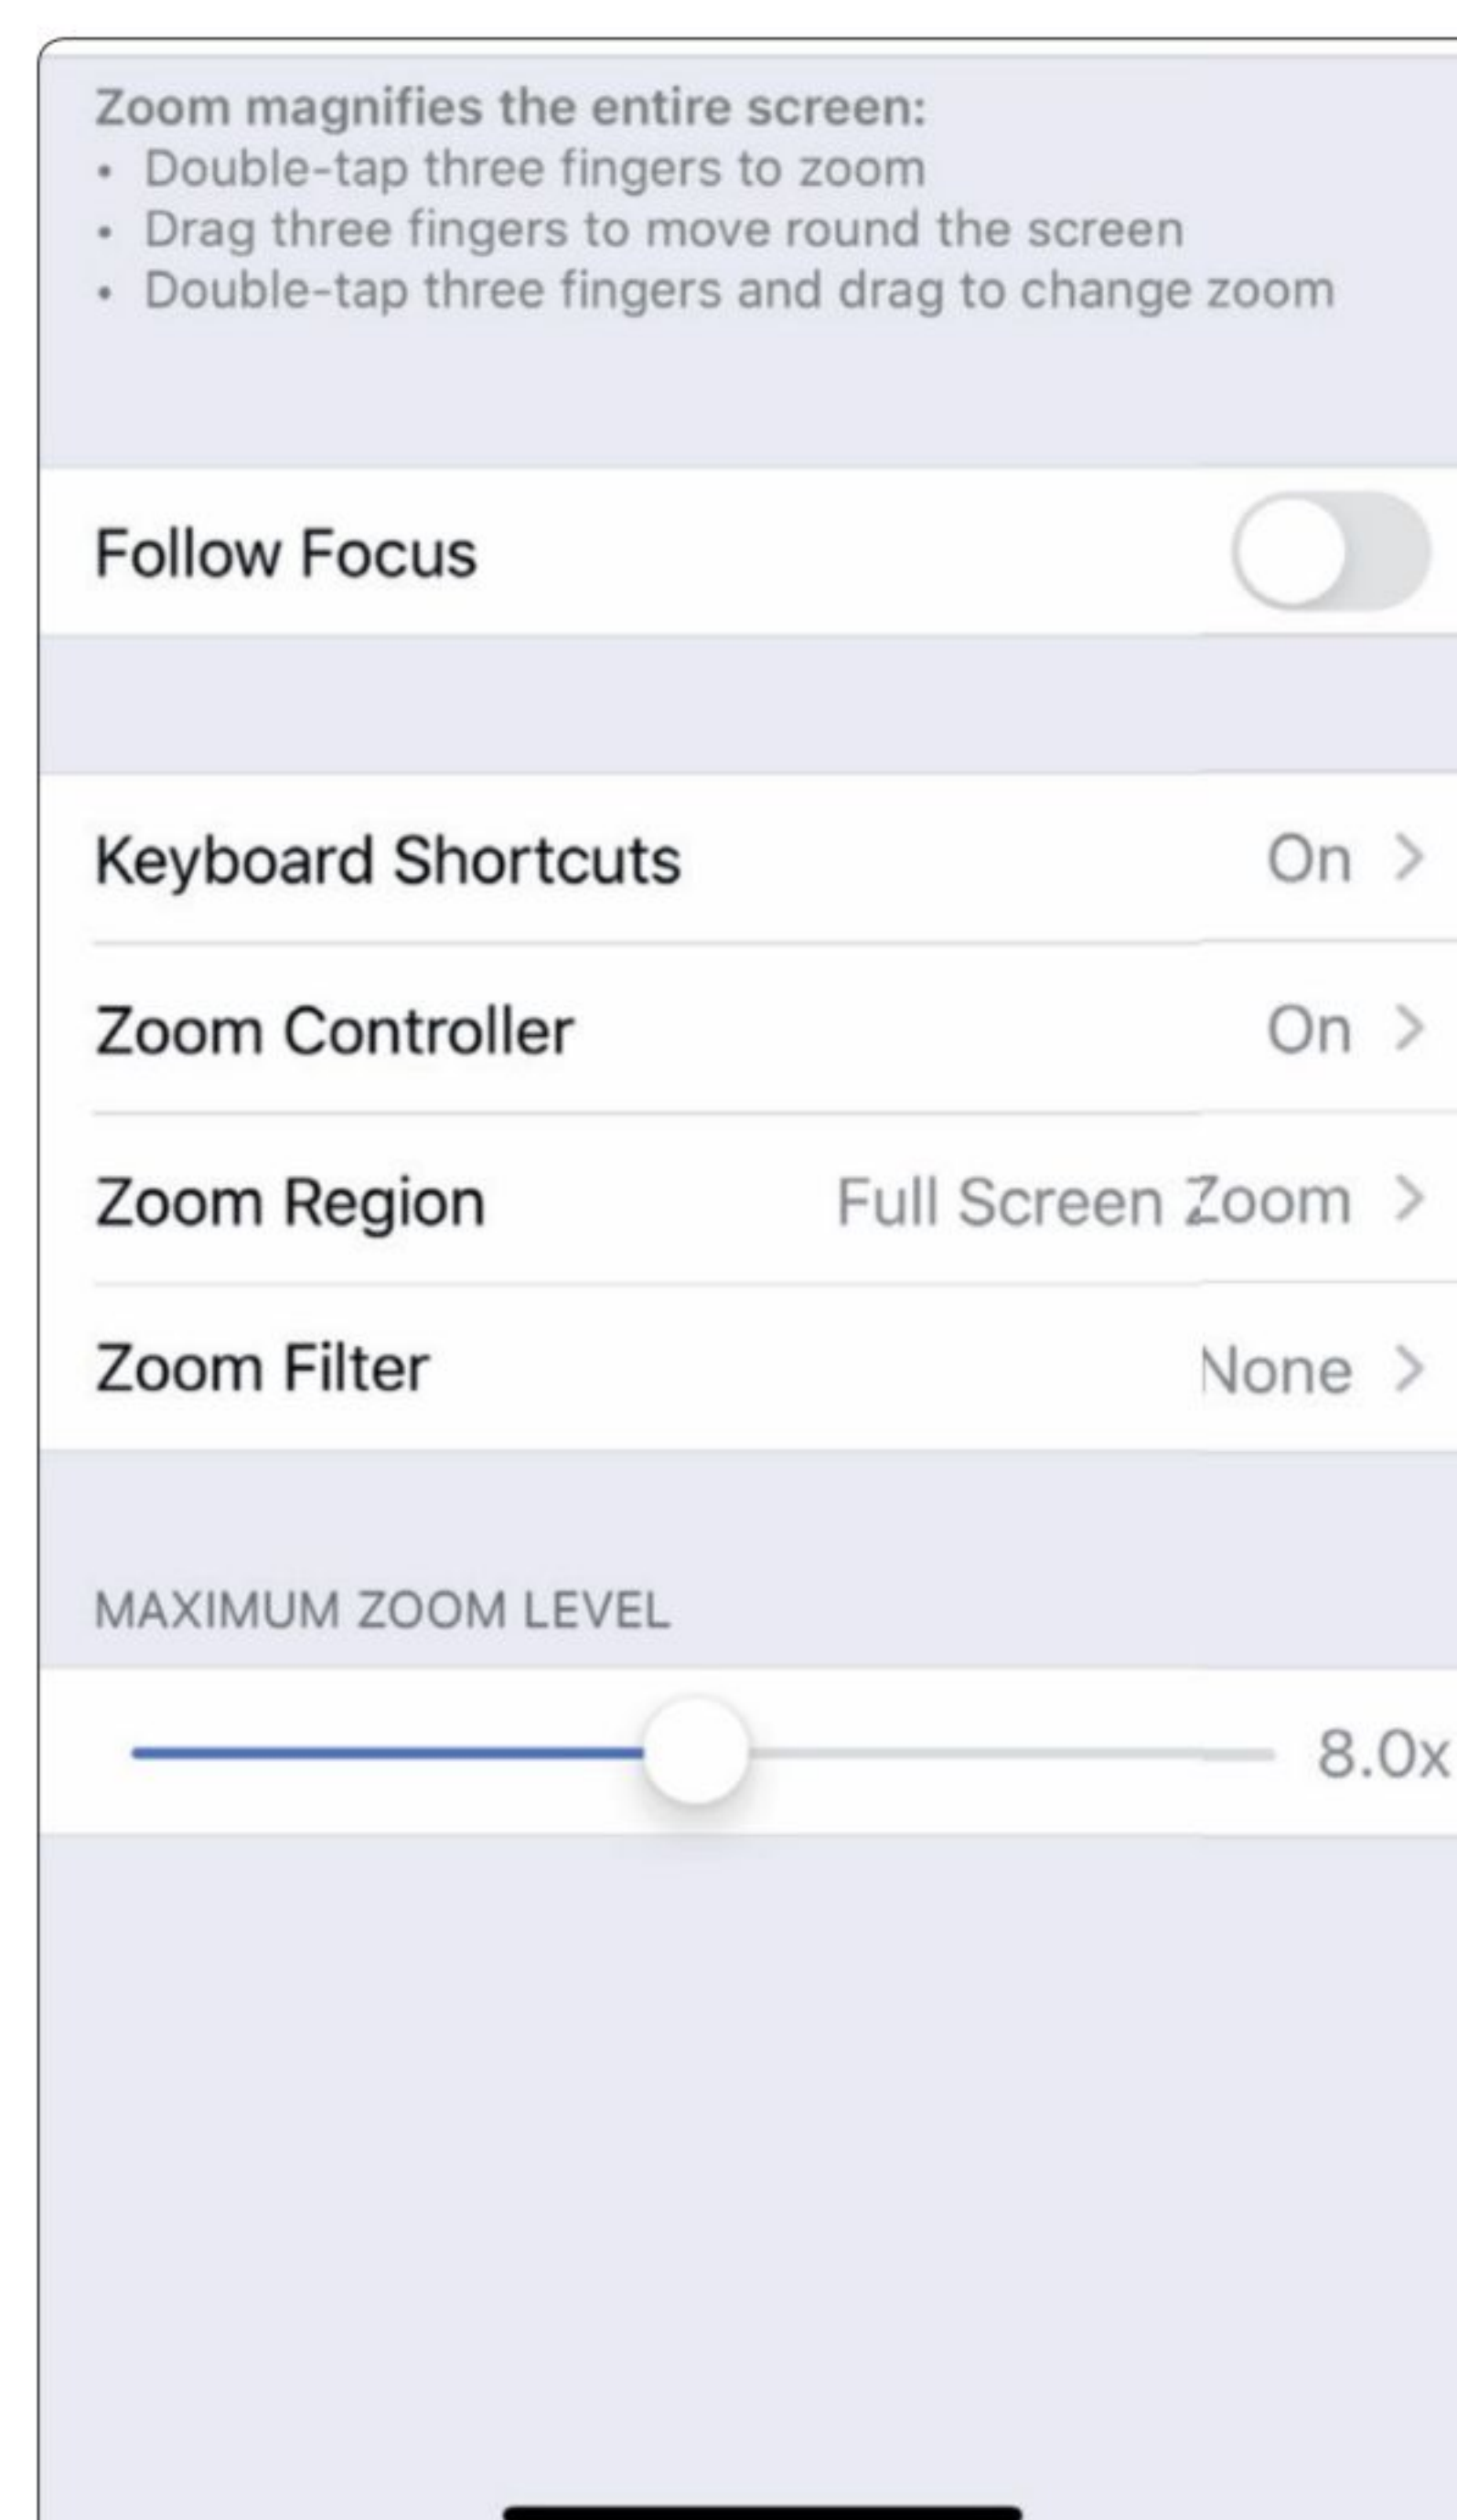 Zoom magnifies the entire screen:
• Double-tap three fingers to zoom
• Drag three fingers to move round the screen
• Double-tap three fingers and drag to change zoom
Follow Focus
Keyboard Shortcuts On >
Zoom Controller On >
Zoom Region Full Screen Zoom >
Zoom Filter None >
MAXIMUM ZOOM LEVEL
8.0x